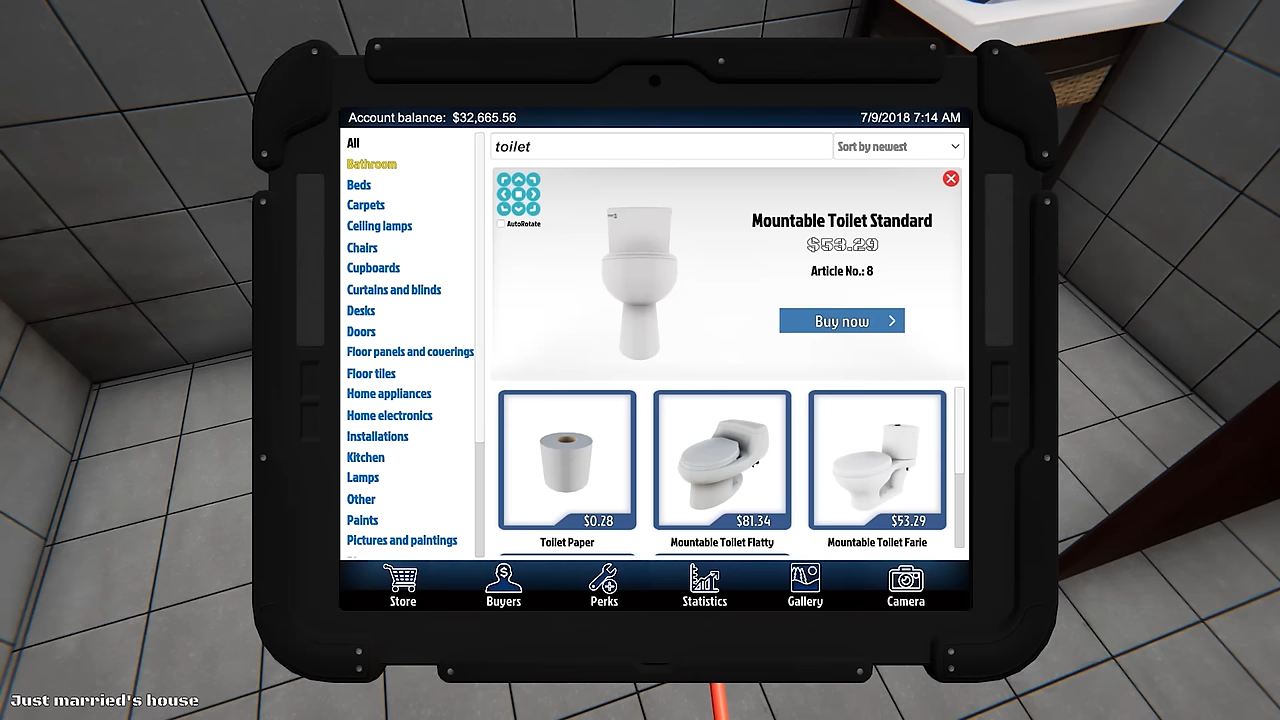 Account balance: $32,665.56
7/9/2018 7:14 AM
All
Bathroom
Beds
Carpets
Ceiling lamps
Chairs
Cupboards
Curtains and blinds
Desks
Doors
Floor panels and coverings
Floor tiles
Home appliances
Home electronics
Installations
Kitchen
Lamps
Other
Paints
Pictures and paintings
toilet
Sort by newest
AutoRotate
Mountable Toilet Standard
$53.29
Article No.: 8
Buy now
$0.28
$81.34
$53.29
Toilet Paper
Mountable Toilet Flatty
Mountable Toilet Farie
Store
Buyers
Perks
Statistics
Gallery
Camera
Just married's house